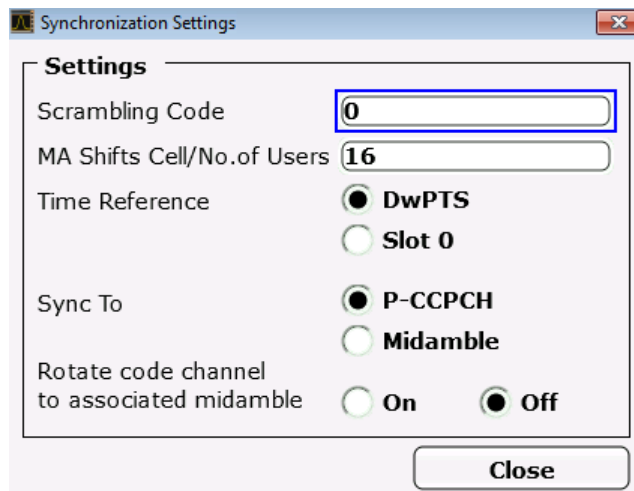 Synchronization Settings
Settings
Scrambling Code 0
MA Shifts Cell/No.of Users 16
Time Reference DwPTS
Slot 0
Sync To P-CCPCH
Midamble
Rotate code channel
to associated midamble On Off
Close